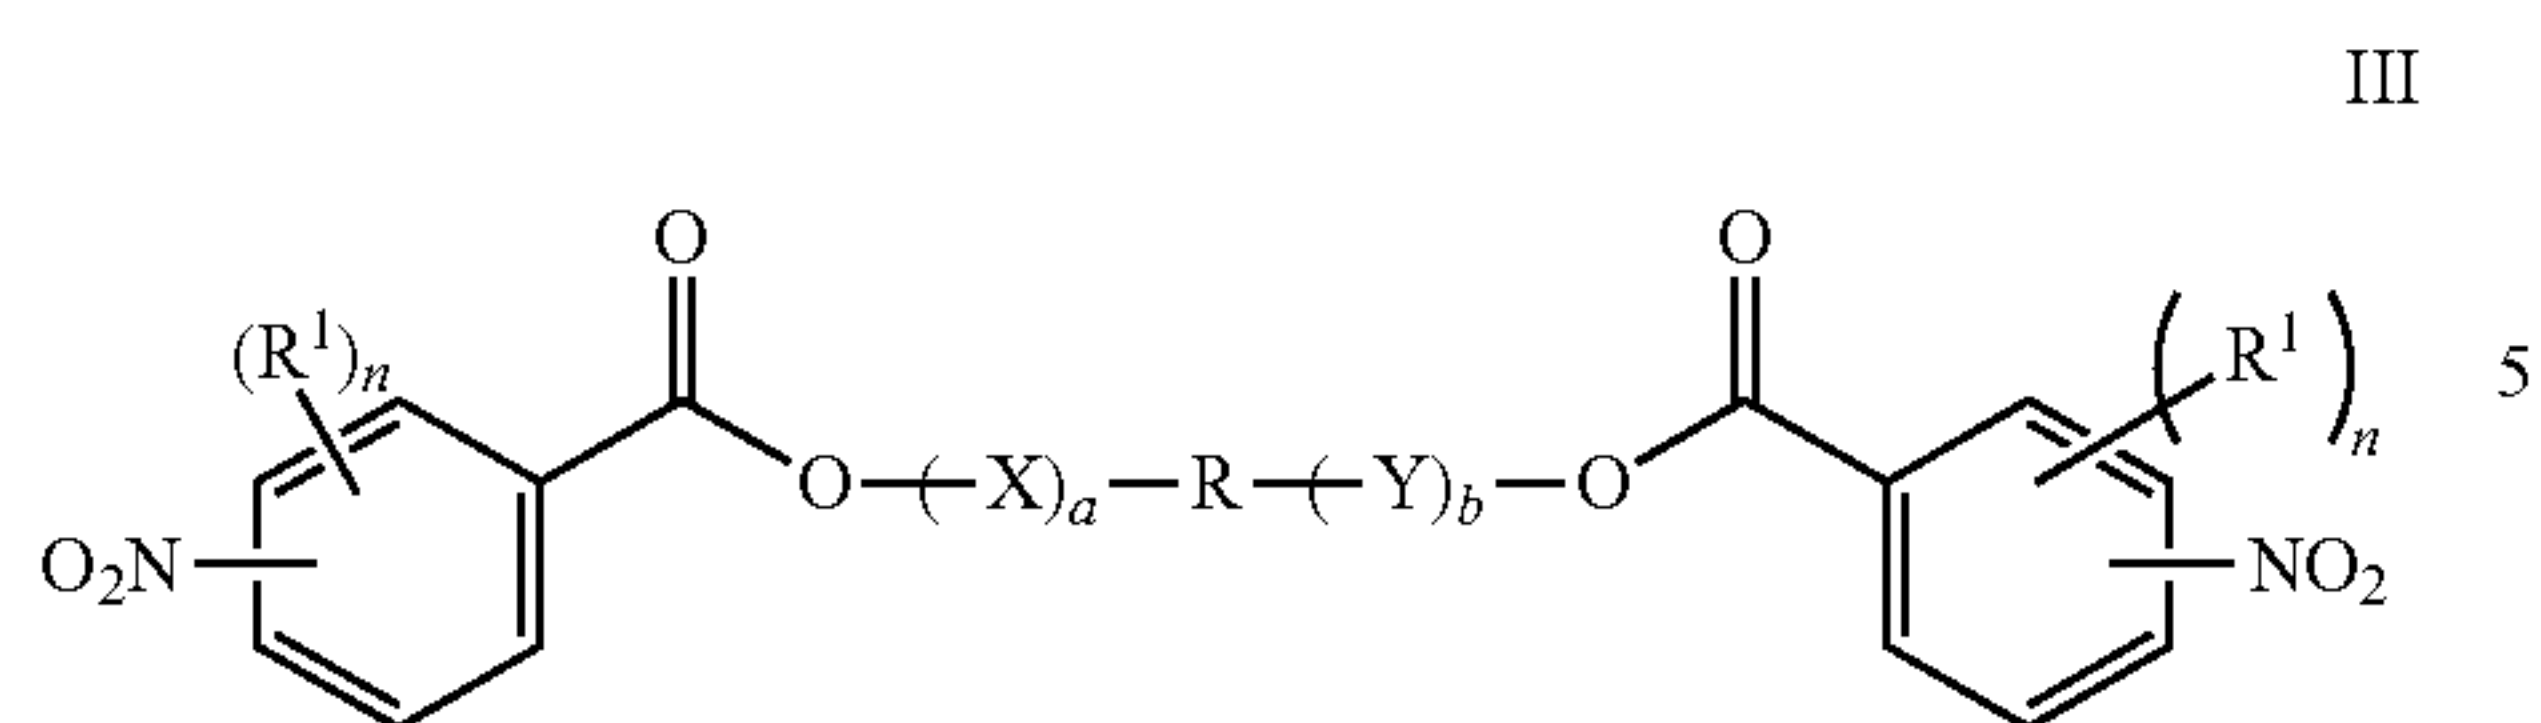 III
O O
(R¹)ₙ (R¹)ₙ 5
O—(X)ₐ—R—(Y)b—O
O₂N NO₂